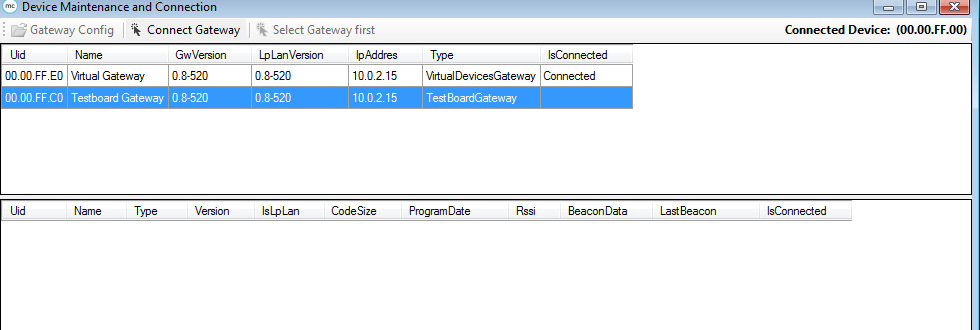 mc Device Maintenance and Connection
Gateway Config Connect Gateway Select Gateway first Connected Device: (00.00.FF.00)
Uid Name GwVersion LpLanVersion IpAddres Type IsConnected
00.00.FF.E0 Virtual Gateway 0.8-520 0.8-520 10.0.2.15 VirtualDevicesGateway Connected
00.00.FF.C0 Testboard Gateway 0.8-520 0.8-520 10.0.2.15 TestBoardGateway
Uid Name Type Version IsLpLan CodeSize ProgramDate Rssi BeaconData LastBeacon IsConnected